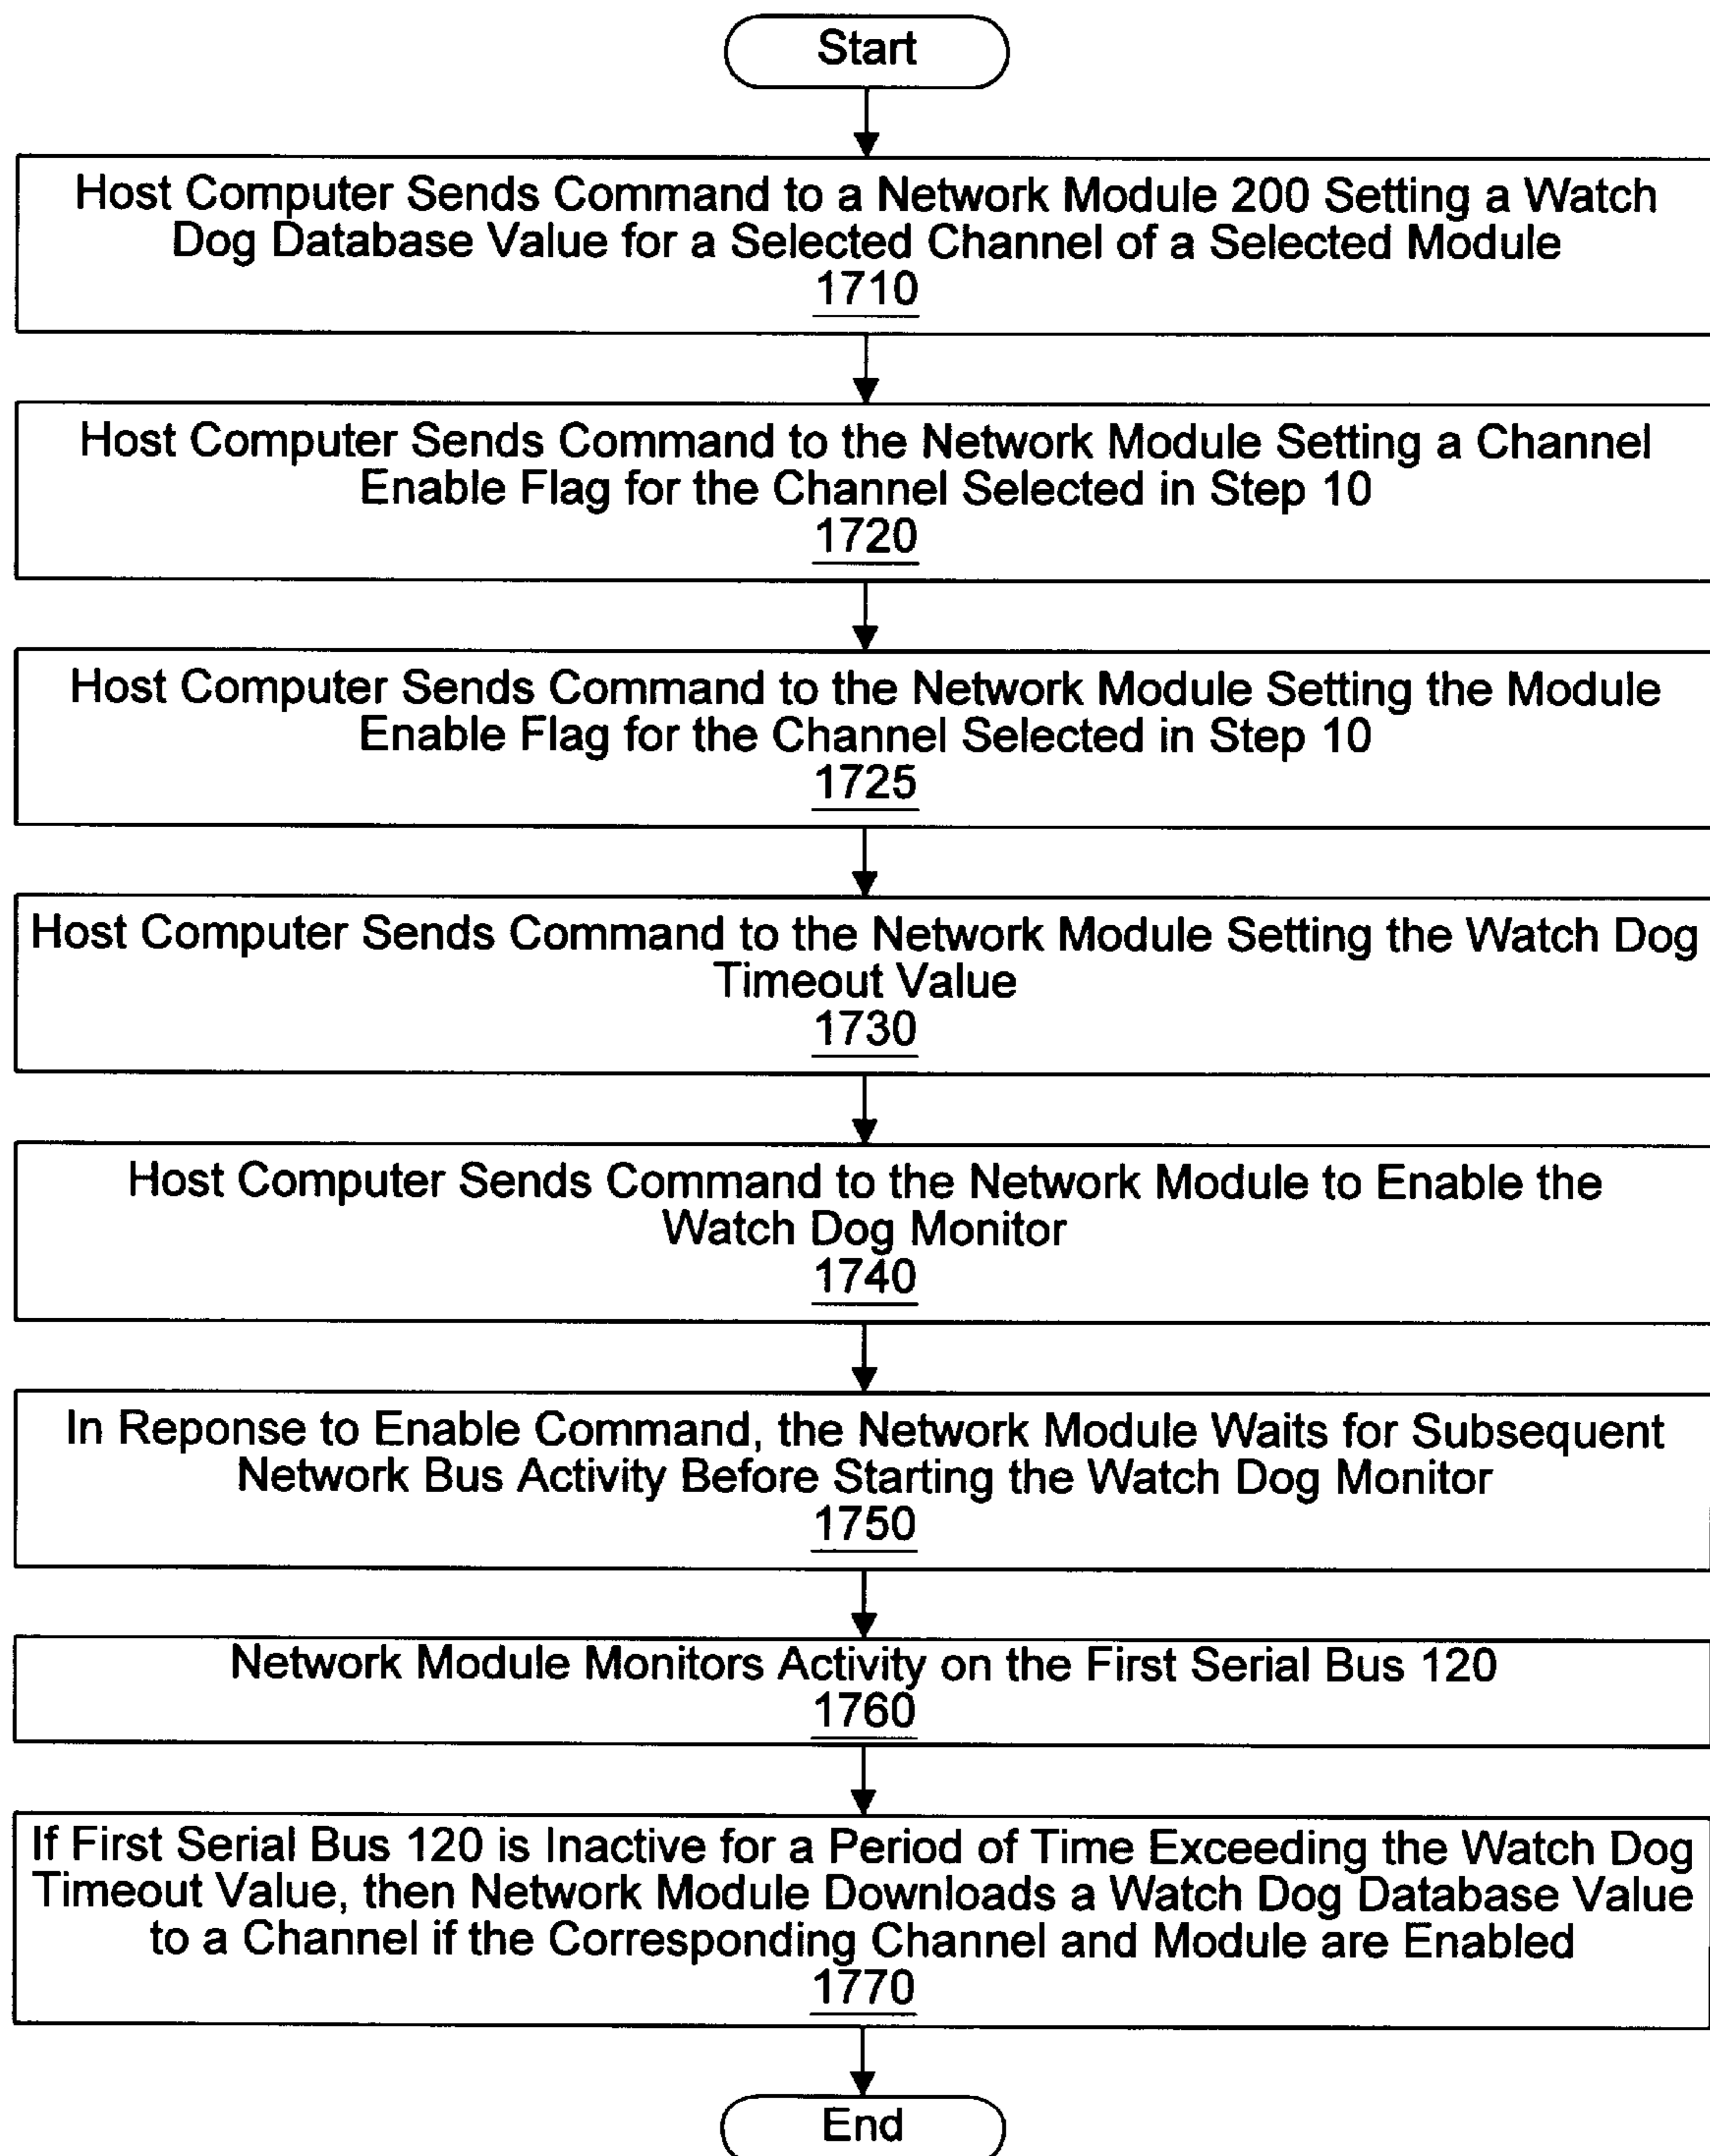 Start
Host Computer Sends Command to a Network Module 200 Setting a Watch
Dog Database Value for a Selected Channel of a Selected Module
1710
Host Computer Sends Command to the Network Module Setting a Channel
Enable Flag for the Channel Selected in Step 10
1720
Host Computer Sends Command to the Network Module Setting the Module
Enable Flag for the Channel Selected in Step 10
1725
Host Computer Sends Command to the Network Module Setting the Watch Dog
Timeout Value
1730
Host Computer Sends Command to the Network Module to Enable the
Watch Dog Monitor
1740
In Reponse to Enable Command, the Network Module Waits for Subsequent
Network Bus Activity Before Starting the Watch Dog Monitor
1750
Network Module Monitors Activity on the First Serial Bus 120
1760
If First Serial Bus 120 is Inactive for a Period of Time Exceeding the Watch Dog
Timeout Value, then Network Module Downloads a Watch Dog Database Value
to a Channel if the Corresponding Channel and Module are Enabled
1770
End